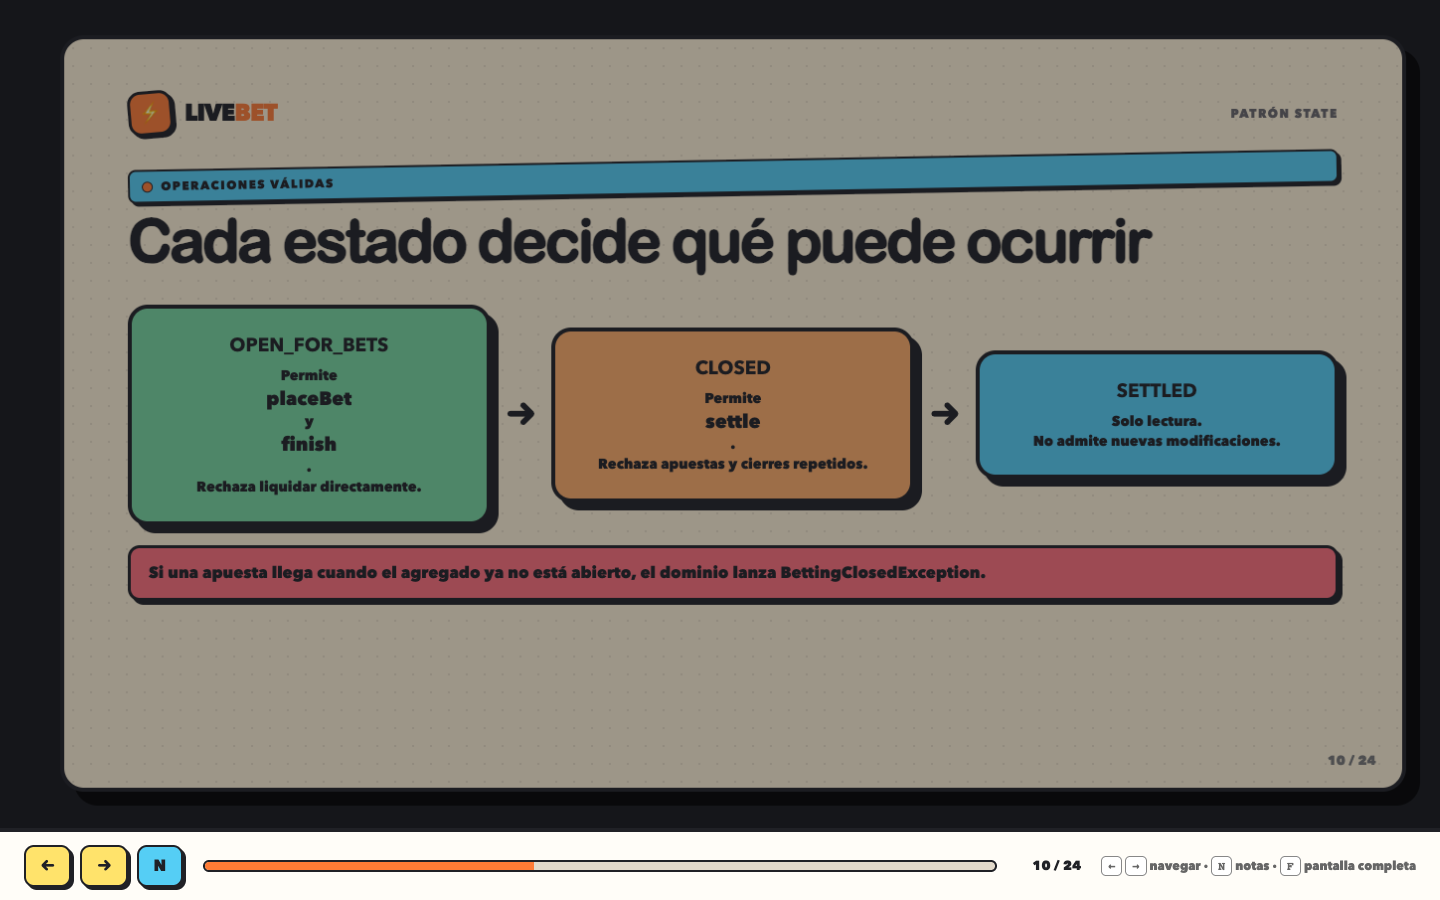 LIVEBET
PATRÓN STATE
OPERACIONES VÁLIDAS
Cada estado decide qué puede ocurrir
OPEN_FOR_BETS
Permite
placeBet
y
finish
.
Rechaza liquidar directamente.
→
CLOSED
Permite
settle
.
Rechaza apuestas y cierres repetidos.
→
SETTLED
Solo lectura.
No admite nuevas modificaciones.
Si una apuesta llega cuando el agregado ya no está abierto, el dominio lanza BettingClosedException.
10 / 24
← → N 10 / 24 ← → navegar · N notas · F pantalla completa